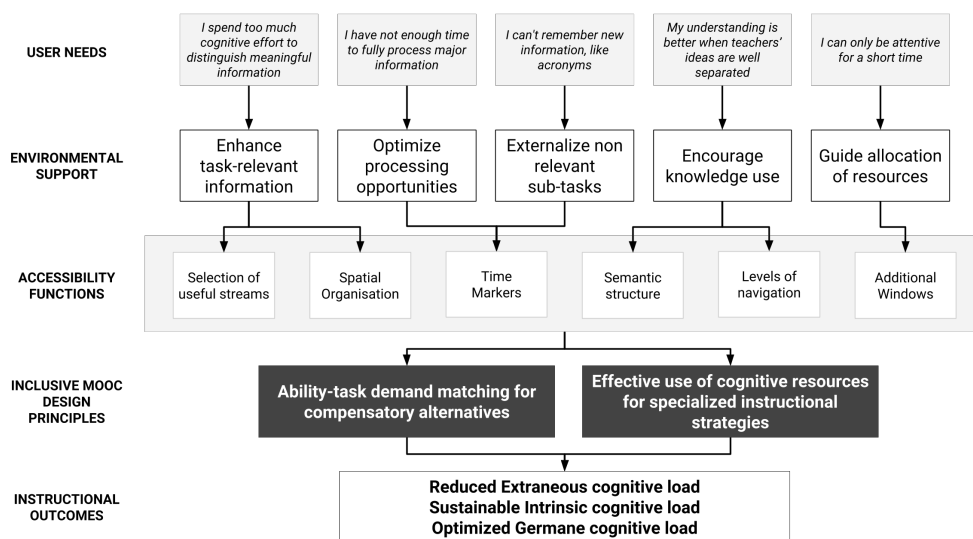 USER NEEDS
I spend too much
cognitive effort to
distinguish meaningful
information
I have not enough time
to fully process major
information
I can't remember new
information, like
acronyms
My understanding is
better when teachers’
ideas are well
separated
I can only be attentive
for a short time
ENVIRONMENTAL
SUPPORT
Enhance
task-relevant
information
Optimize
processing
opportunities
Externalize non
relevant
sub-tasks
Encourage
knowledge use
Guide allocation
of resources
ACCESSIBILITY
FUNCTIONS
Selection of
useful streams
Spatial
Organisation
Time
Markers
Semantic
structure
Levels of
navigation
Additional
Windows
INCLUSIVE MOOC
DESIGN
PRINCIPLES
Ability-task demand matching for
compensatory alternatives
Effective use of cognitive resources
for specialized instructional
strategies
INSTRUCTIONAL
OUTCOMES
Reduced Extraneous cognitive load
Sustainable Intrinsic cognitive load
Optimized Germane cognitive load